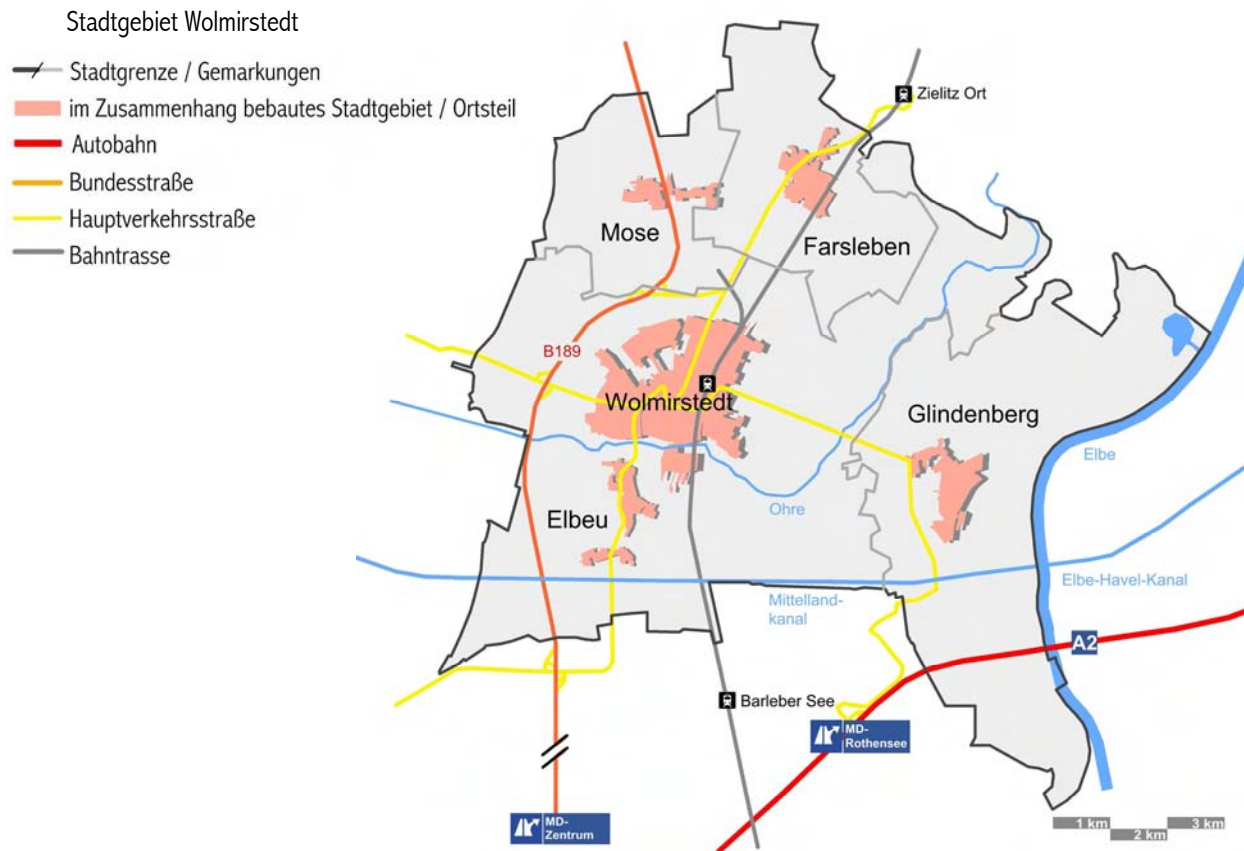 Stadtgebiet Wolmirstedt
Stadtgrenze / Gemarkungen
im Zusammenhang bebautes Stadtgebiet / Ortsteil
Autobahn
Bundesstraße
Hauptverkehrsstraße
Bahntrasse
Zielitz Ort
Mose
Farsleben
B189
Wolmirstedt
Glindenberg
Elbe
Ohre
Elbeu
Mittelland-
kanal
Elbe-Havel-Kanal
A2
Barleber See
MD-
Rothensee
MD-
Zentrum
1 km
2 km
3 km